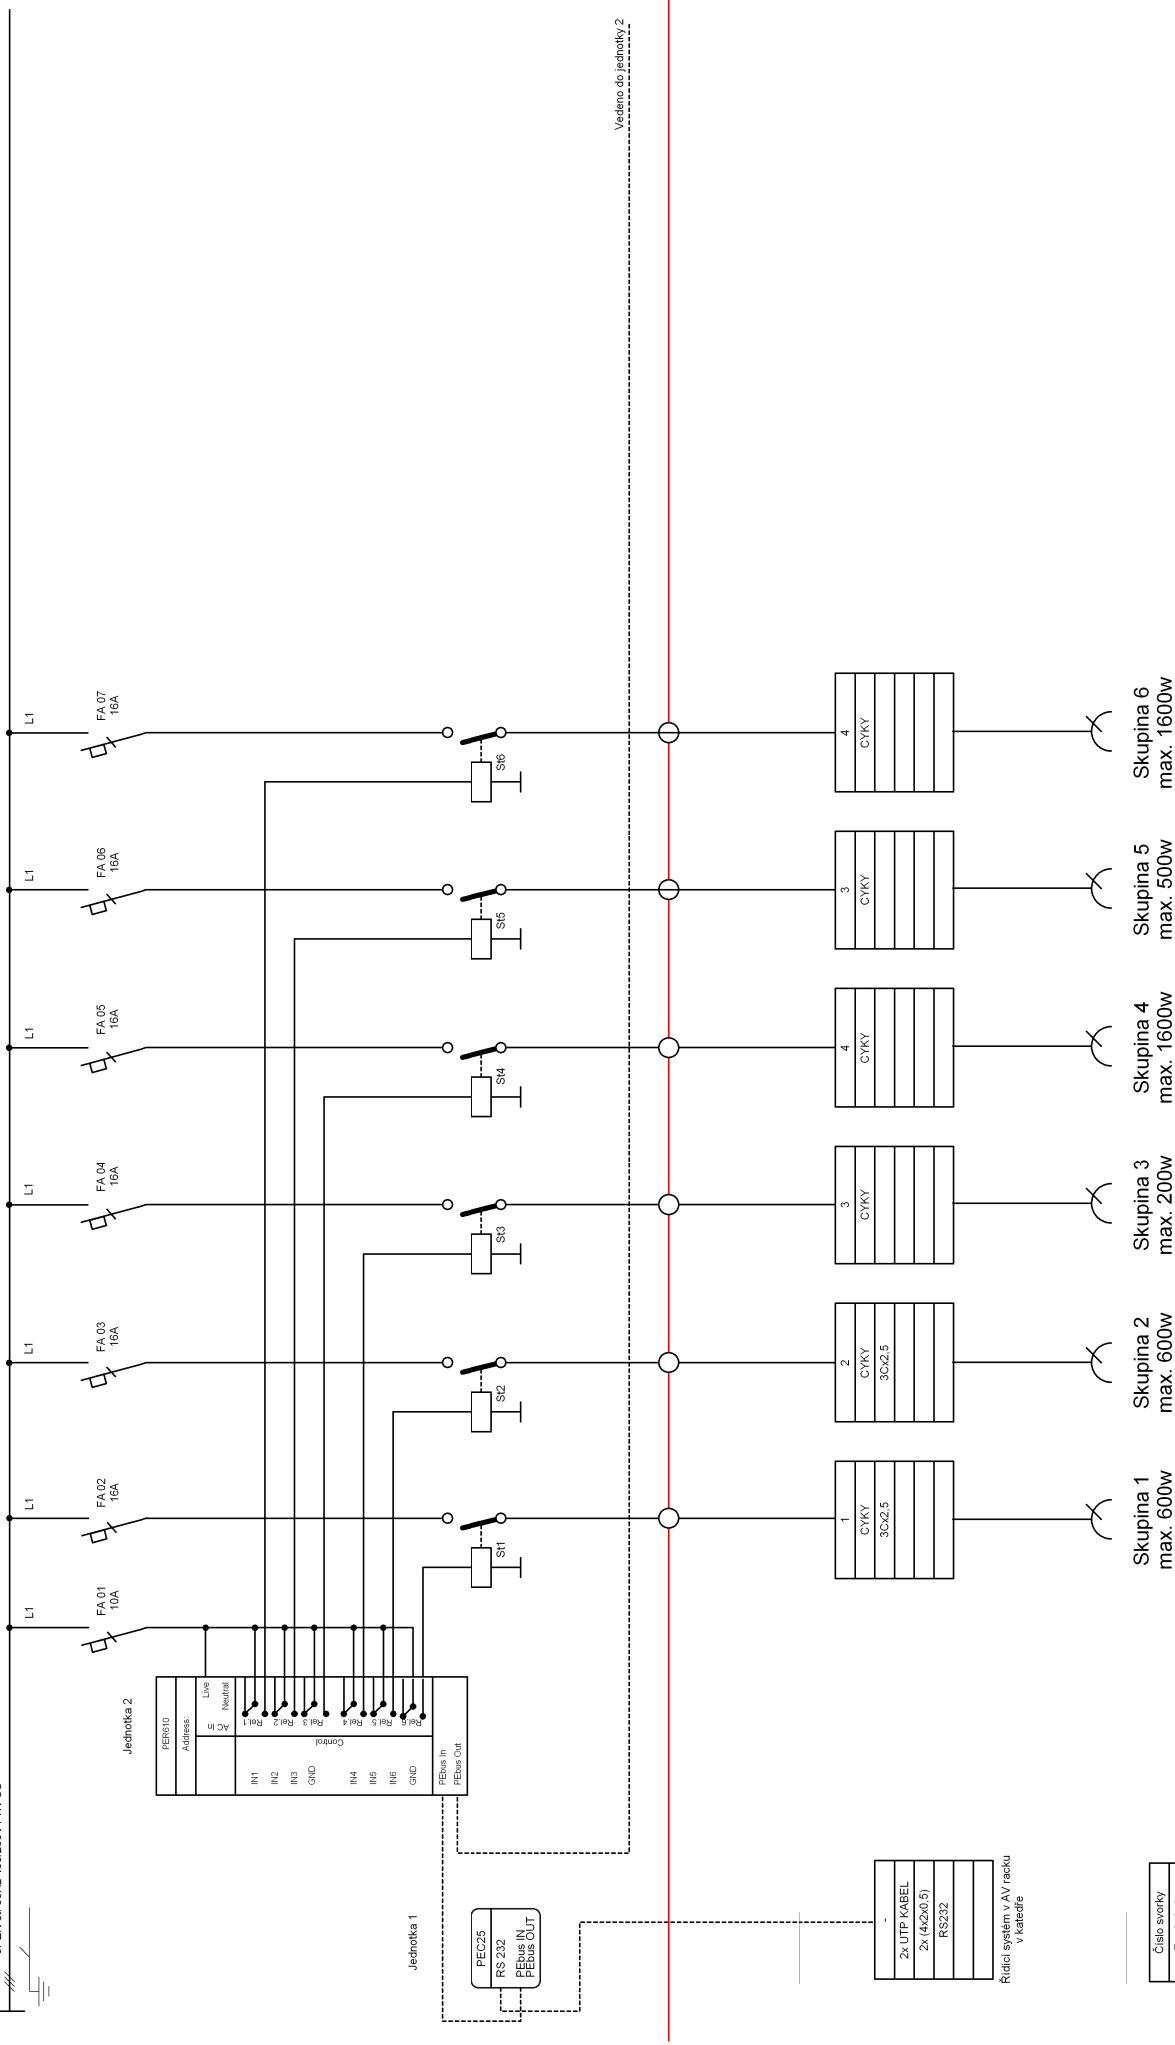 L1
FA 01
10A
L1
FA 02
16A
L1
FA 03
16A
L1
FA 04
16A
L1
FA 05
16A
L1
FA 06
16A
L1
FA 07
16A
Vedeno do jednotky 2
Jednotka 2
PER610
Address:
AC In
Live
Neutral
Control
IN1
IN2
IN3
GND
IN4
IN5
IN6
GND
Rel.1
Rel.2
Rel.3
Rel.4
Rel.5
Rel.6
PEbus In
PEbus Out
St1
St2
St3
St4
St5
St6
Jednotka 1
PEC25
RS 232
PEbus IN
PEbus OUT
-
2x UTP KABEL
2x (4x2x0,5)
RS232
Řídící systém v AV racku
v katedře
1
CYKY
3Cx2,5
2
CYKY
3Cx2,5
3
CYKY
4
CYKY
3
CYKY
4
CYKY
Skupina 1
max. 600w
Skupina 2
max. 600w
Skupina 3
max. 200w
Skupina 4
max. 1600w
Skupina 5
max. 500w
Skupina 6
max. 1600w
Číslo svorky